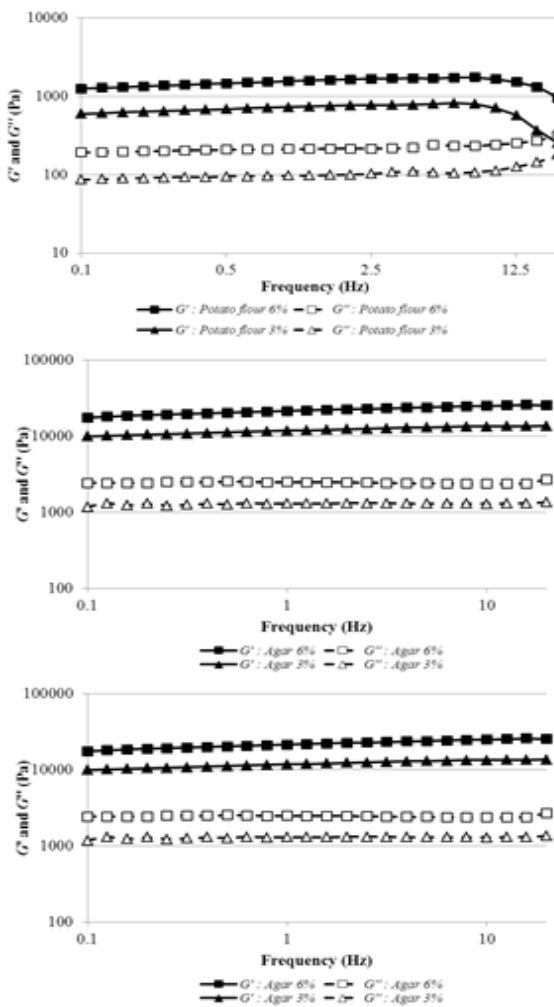 10000
1000
100
10
G' and G'' (Pa)
0.1 0.5 2.5 12.5
Frequency (Hz)
G' : Potato flour 6% G'' : Potato flour 6%
G' : Potato flour 3% G'' : Potato flour 3%
100000
10000
1000
100
G' and G'' (Pa)
0.1 1 10
Frequency (Hz)
G' : Agar 6% G'' : Agar 6%
G' : Agar 3% G'' : Agar 3%
100000
10000
1000
100
G' and G'' (Pa)
0.1 1 10
Frequency (Hz)
G' : Agar 6% G'' : Agar 6%
G' : Agar 3% G'' : Agar 3%